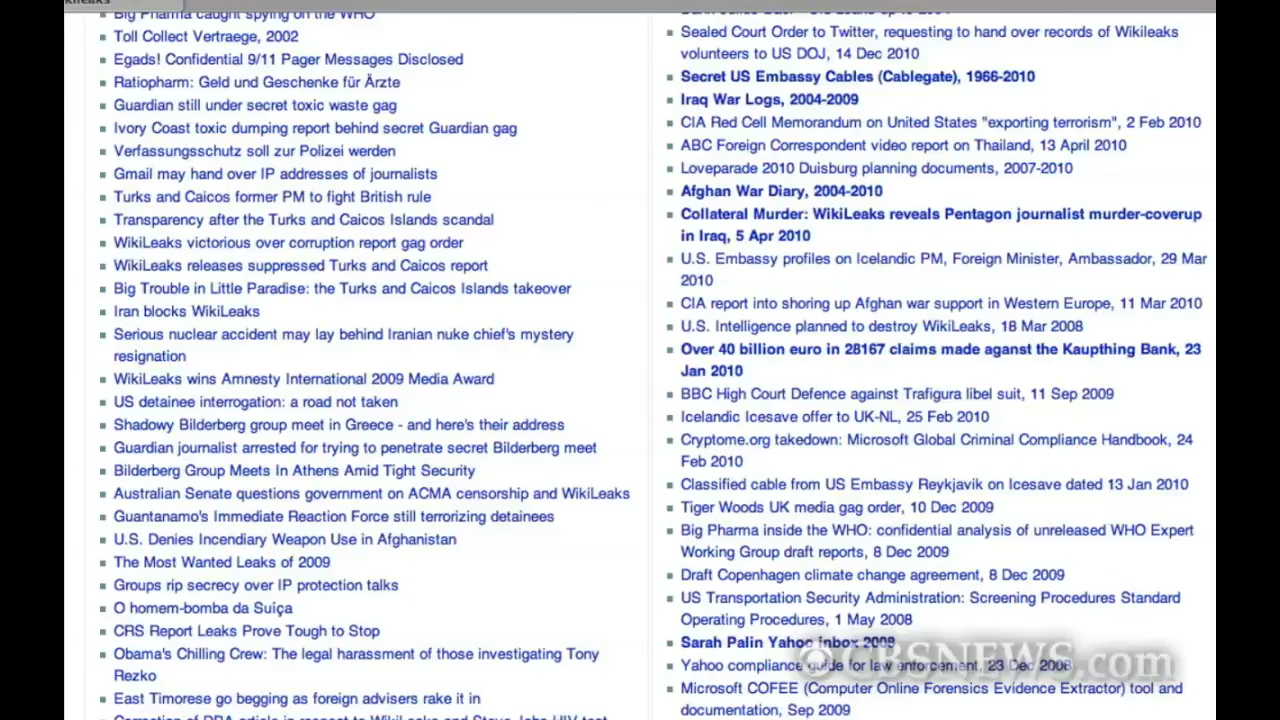 Big Pharma caught spying on the WHO
Toll Collect Vertraege, 2002
Egads! Confidential 9/11 Pager Messages Disclosed
Ratiopharm: Geld und Geschenke für Ärzte
Guardian still under secret toxic waste gag
Ivory Coast toxic dumping report behind secret Guardian gag
Verfassungsschutz soll zur Polizei werden
Gmail may hand over IP addresses of journalists
Turks and Caicos former PM to fight British rule
Transparency after the Turks and Caicos Islands scandal
WikiLeaks victorious over corruption report gag order
WikiLeaks releases suppressed Turks and Caicos report
Big Trouble in Little Paradise: the Turks and Caicos Islands takeover
Iran blocks WikiLeaks
Serious nuclear accident may lay behind Iranian nuke chief's mystery
resignation
WikiLeaks wins Amnesty International 2009 Media Award
US detainee interrogation: a road not taken
Shadowy Bilderberg group meet in Greece - and here's their address
Guardian journalist arrested for trying to penetrate secret Bilderberg meet
Bilderberg Group Meets In Athens Amid Tight Security
Australian Senate questions government on ACMA censorship and WikiLeaks
Guantanamo's Immediate Reaction Force still terrorizing detainees
U.S. Denies Incendiary Weapon Use in Afghanistan
The Most Wanted Leaks of 2009
Groups rip secrecy over IP protection talks
O homem-bomba da Suíça
CRS Report Leaks Prove Tough to Stop
Obama's Chilling Crew: The legal harassment of those investigating Tony
Rezko
East Timorese go begging as foreign advisers rake it in
Sealed Court Order to Twitter, requesting to hand over records of Wikileaks
volunteers to US DOJ, 14 Dec 2010
Secret US Embassy Cables (Cablegate), 1966-2010
Iraq War Logs, 2004-2009
CIA Red Cell Memorandum on United States "exporting terrorism", 2 Feb 2010
ABC Foreign Correspondent video report on Thailand, 13 April 2010
Loveparade 2010 Duisburg planning documents, 2007-2010
Afghan War Diary, 2004-2010
Collateral Murder: WikiLeaks reveals Pentagon journalist murder-coverup
in Iraq, 5 Apr 2010
U.S. Embassy profiles on Icelandic PM, Foreign Minister, Ambassador, 29 Mar
2010
CIA report into shoring up Afghan war support in Western Europe, 11 Mar 2010
U.S. Intelligence planned to destroy WikiLeaks, 18 Mar 2008
Over 40 billion euro in 28167 claims made aganst the Kaupthing Bank, 23
Jan 2010
BBC High Court Defence against Trafigura libel suit, 11 Sep 2009
Icelandic Icesave offer to UK-NL, 25 Feb 2010
Cryptome.org takedown: Microsoft Global Criminal Compliance Handbook, 24
Feb 2010
Classified cable from US Embassy Reykjavik on Icesave dated 13 Jan 2010
Tiger Woods UK media gag order, 10 Dec 2009
Big Pharma inside the WHO: confidential analysis of unreleased WHO Expert
Working Group draft reports, 8 Dec 2009
Draft Copenhagen climate change agreement, 8 Dec 2009
US Transportation Security Administration: Screening Procedures Standard
Operating Procedures, 1 May 2008
Sarah Palin Yahoo inbox 2008
Yahoo compliance guide for law enforcement, 23 Dec 2008
Microsoft COFEE (Computer Online Forensics Evidence Extractor) tool and
documentation, Sep 2009
CBSNEWS.com